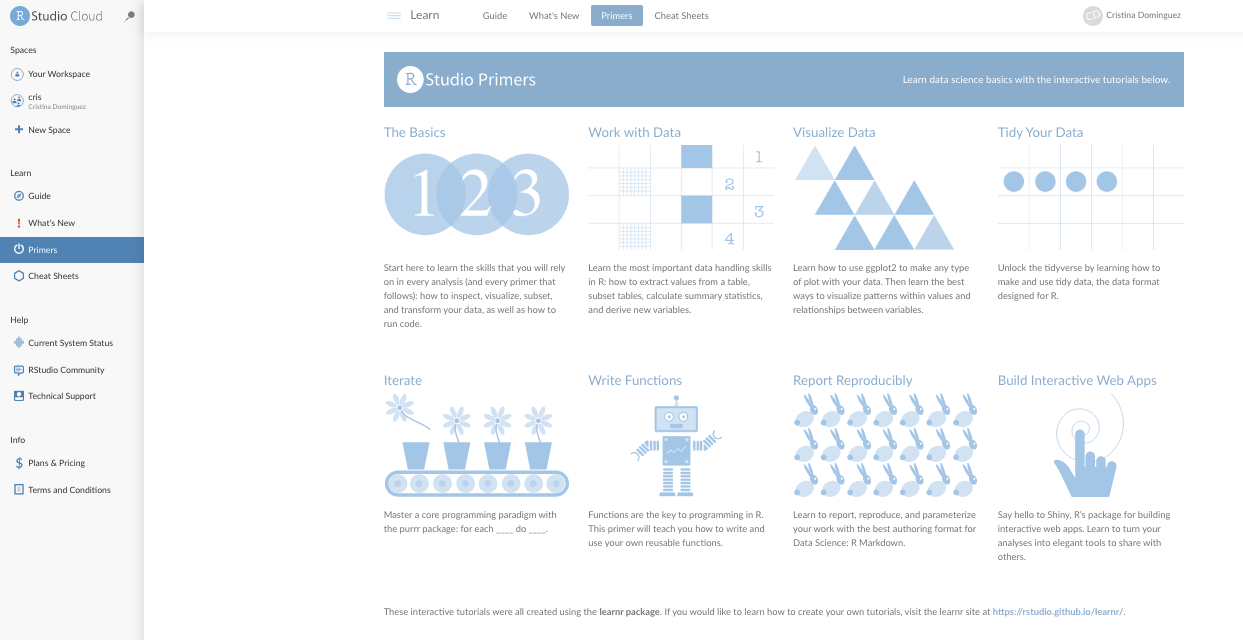 R Studio Cloud
Spaces
Your Workspace
cris
Cristina Domínguez
New Space
Learn
Guide
What's New
Primers
Cheat Sheets
Help
Current System Status
RStudio Community
Technical Support
Info
Plans & Pricing
Terms and Conditions
Learn Guide What's New Primers Cheat Sheets CD Cristina Domínguez
R Studio Primers Learn data science basics with the interactive tutorials below.
The Basics
1 2 3
Start here to learn the skills that you will rely
on in every analysis (and every primer that
follows): how to inspect, visualize, subset,
and transform your data, as well as how to
run code.
Work with Data
1
2
3
4
Learn the most important data handling skills
in R: how to extract values from a table,
subset tables, calculate summary statistics,
and derive new variables.
Visualize Data
Learn how to use ggplot2 to make any type
of plot with your data. Then learn the best
ways to visualize patterns within values and
relationships between variables.
Tidy Your Data
Unlock the tidyverse by learning how to
make and use tidy data, the data format
designed for R.
Iterate
Master a core programming paradigm with
the purrr package: for each ____ do ____.
Write Functions
Functions are the key to programming in R.
This primer will teach you how to write and
use your own reusable functions.
Report Reproducibly
Learn to report, reproduce, and parameterize
your work with the best authoring format for
Data Science: R Markdown.
Build Interactive Web Apps
Say hello to Shiny, R's package for building
interactive web apps. Learn to turn your
analyses into elegant tools to share with
others.
These interactive tutorials were all created using the learnr package. If you would like to learn how to create your own tutorials, visit the learnr site at https://rstudio.github.io/learnr/.